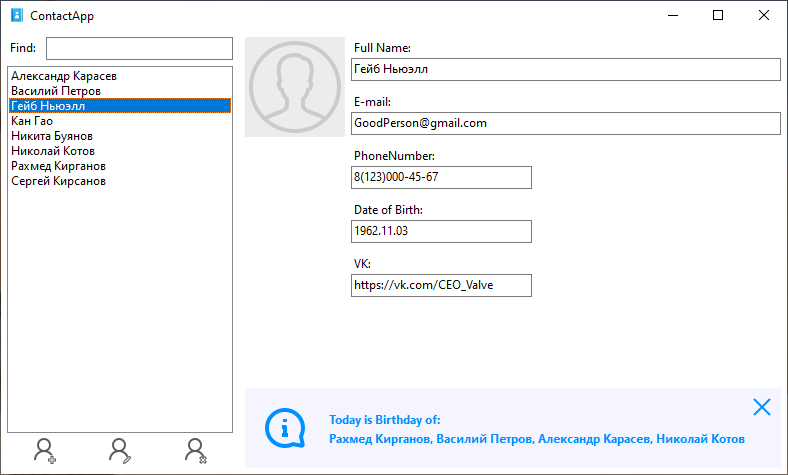 ContactApp
Find:
Александр Карасев
Василий Петров
Гейб Ньюэлл
Кан Гао
Никита Буянов
Николай Котов
Рахмед Кирганов
Сергей Кирсанов
Full Name:
Гейб Ньюэлл
E-mail:
GoodPerson@gmail.com
PhoneNumber:
8(123)000-45-67
Date of Birth:
1962.11.03
VK:
https://vk.com/CEO_Valve
Today is Birthday of:
Рахмед Кирганов, Василий Петров, Александр Карасев, Николай Котов